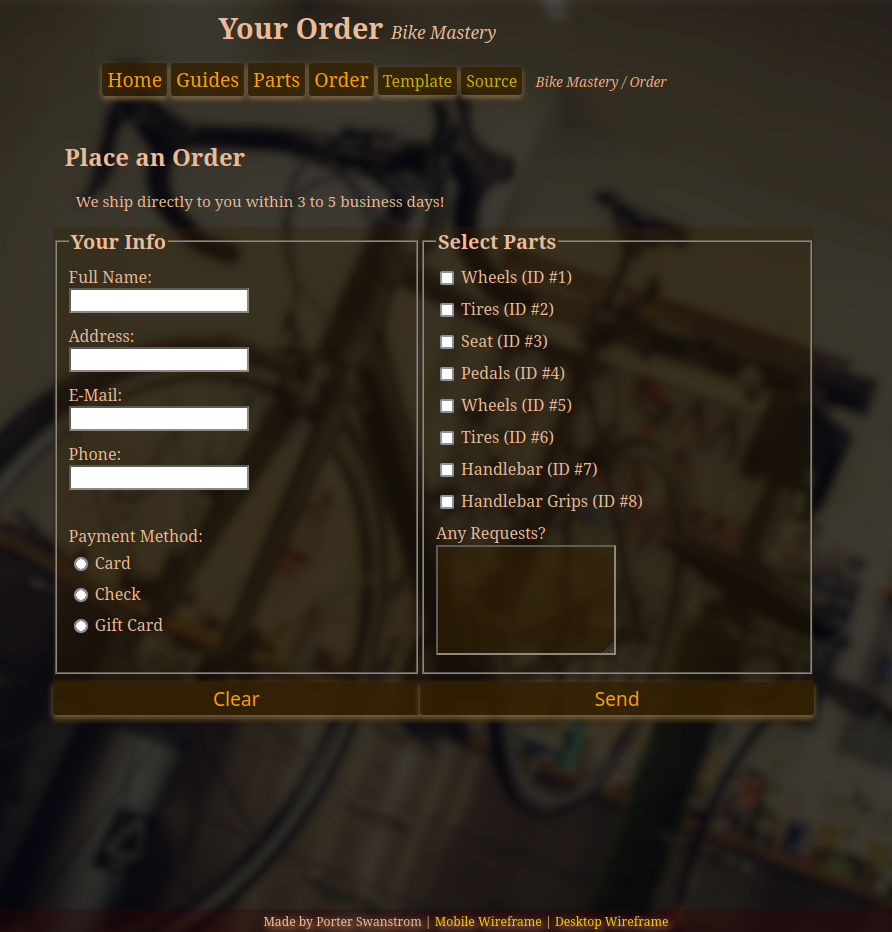 Your Order Bike Mastery
Home Guides Parts Order Template Source Bike Mastery / Order
Place an Order
We ship directly to you within 3 to 5 business days!
Your Info
Full Name:
Address:
E-Mail:
Phone:
Payment Method:
Card
Check
Gift Card
Select Parts
Wheels (ID #1)
Tires (ID #2)
Seat (ID #3)
Pedals (ID #4)
Wheels (ID #5)
Tires (ID #6)
Handlebar (ID #7)
Handlebar Grips (ID #8)
Any Requests?
Clear Send
Made by Porter Swanstrom | Mobile Wireframe | Desktop Wireframe